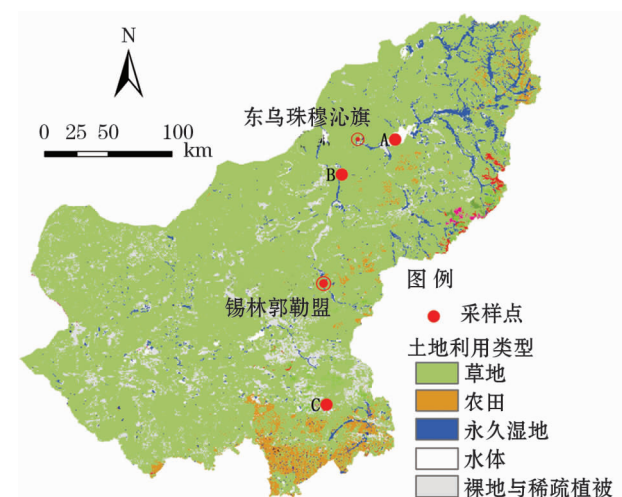 N
0 25 50 100
km
东乌珠穆沁旗
A
B
锡林郭勒盟
C
图例
采样点
土地利用类型
草地
农田
永久湿地
水体
裸地与稀疏植被